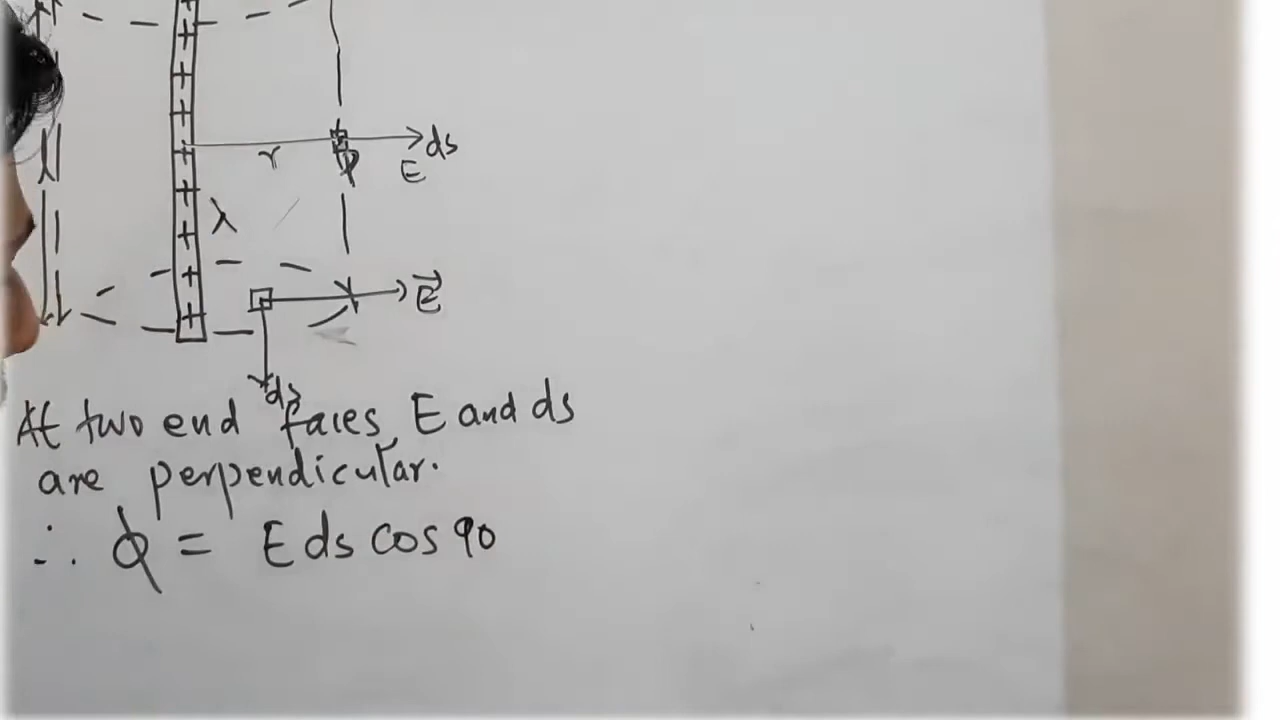 ds
r
P
E
λ
E⃗
ds
At two end faces, E and ds
are perpendicular.
∴ ϕ = E ds cos 90